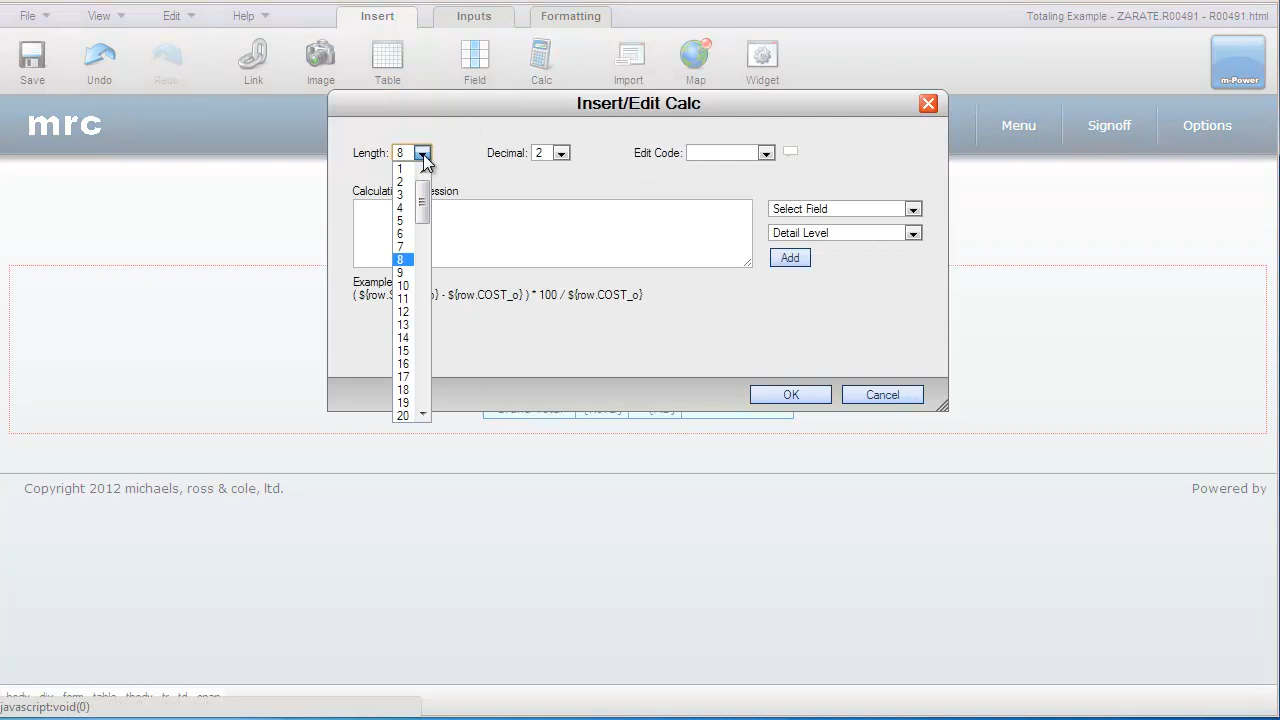 File View Edit Help Insert Inputs Formatting Totaling Example - ZARATE.R00491 - R00491.html
Save Undo Redo Link Image Table Field Calc Import Map Widget m-Power
Insert/Edit Calc
mrc Menu Signoff Options
Length: 8 Decimal: 2 Edit Code:
1
2
3
4
5
6
7
8
9
10
11
12
13
14
15
16
17
18
19
20
Select Field
Detail Level
Add
Example
- ${row.COST_o} ) * 100 / ${row.COST_o}
OK Cancel
Copyright 2012 michaels, ross & cole, ltd. Powered by
javascript:void(0)